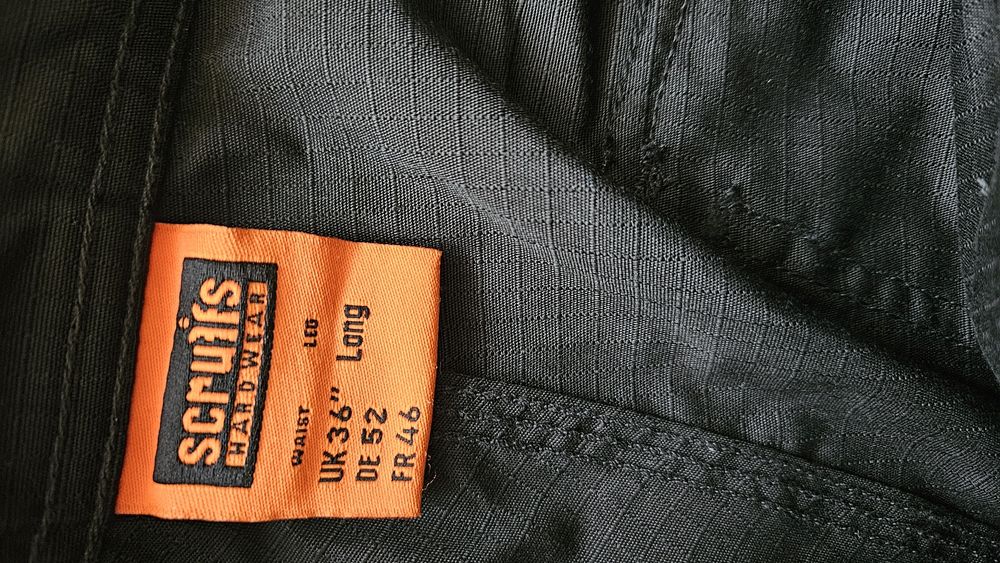 scruffs
HARDWEAR
WAIST LEG
UK 36" Long
DE 52
FR 46